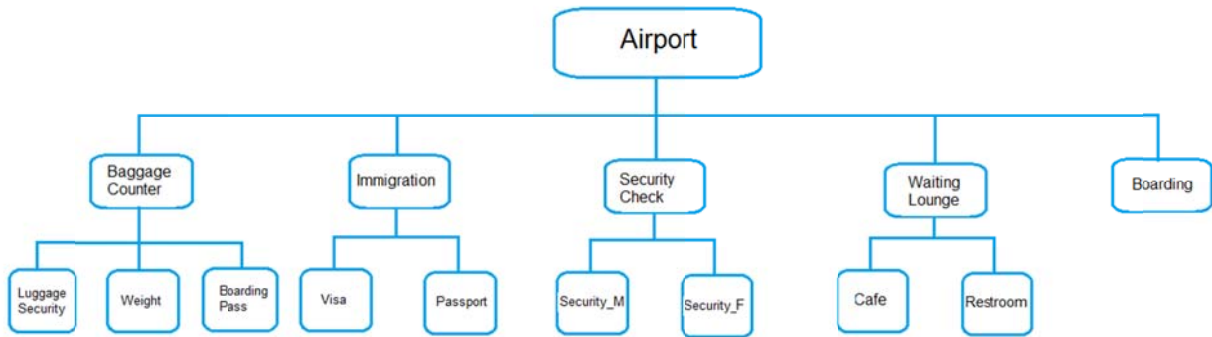 Airport
Baggage
Counter
Immigration
Security
Check
Waiting
Lounge
Boarding
Luggage
Security
Weight
Boarding
Pass
Visa
Passport
Security_M
Security_F
Cafe
Restroom